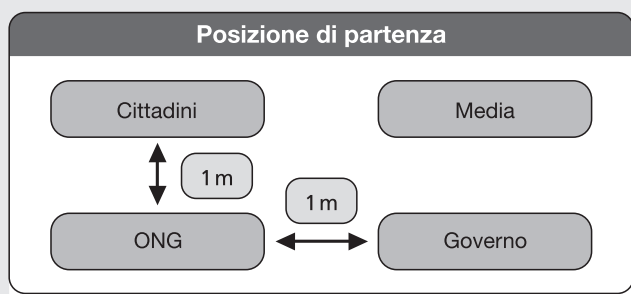 Posizione di partenza
Cittadini
Media
1 m
1 m
ONG
Governo